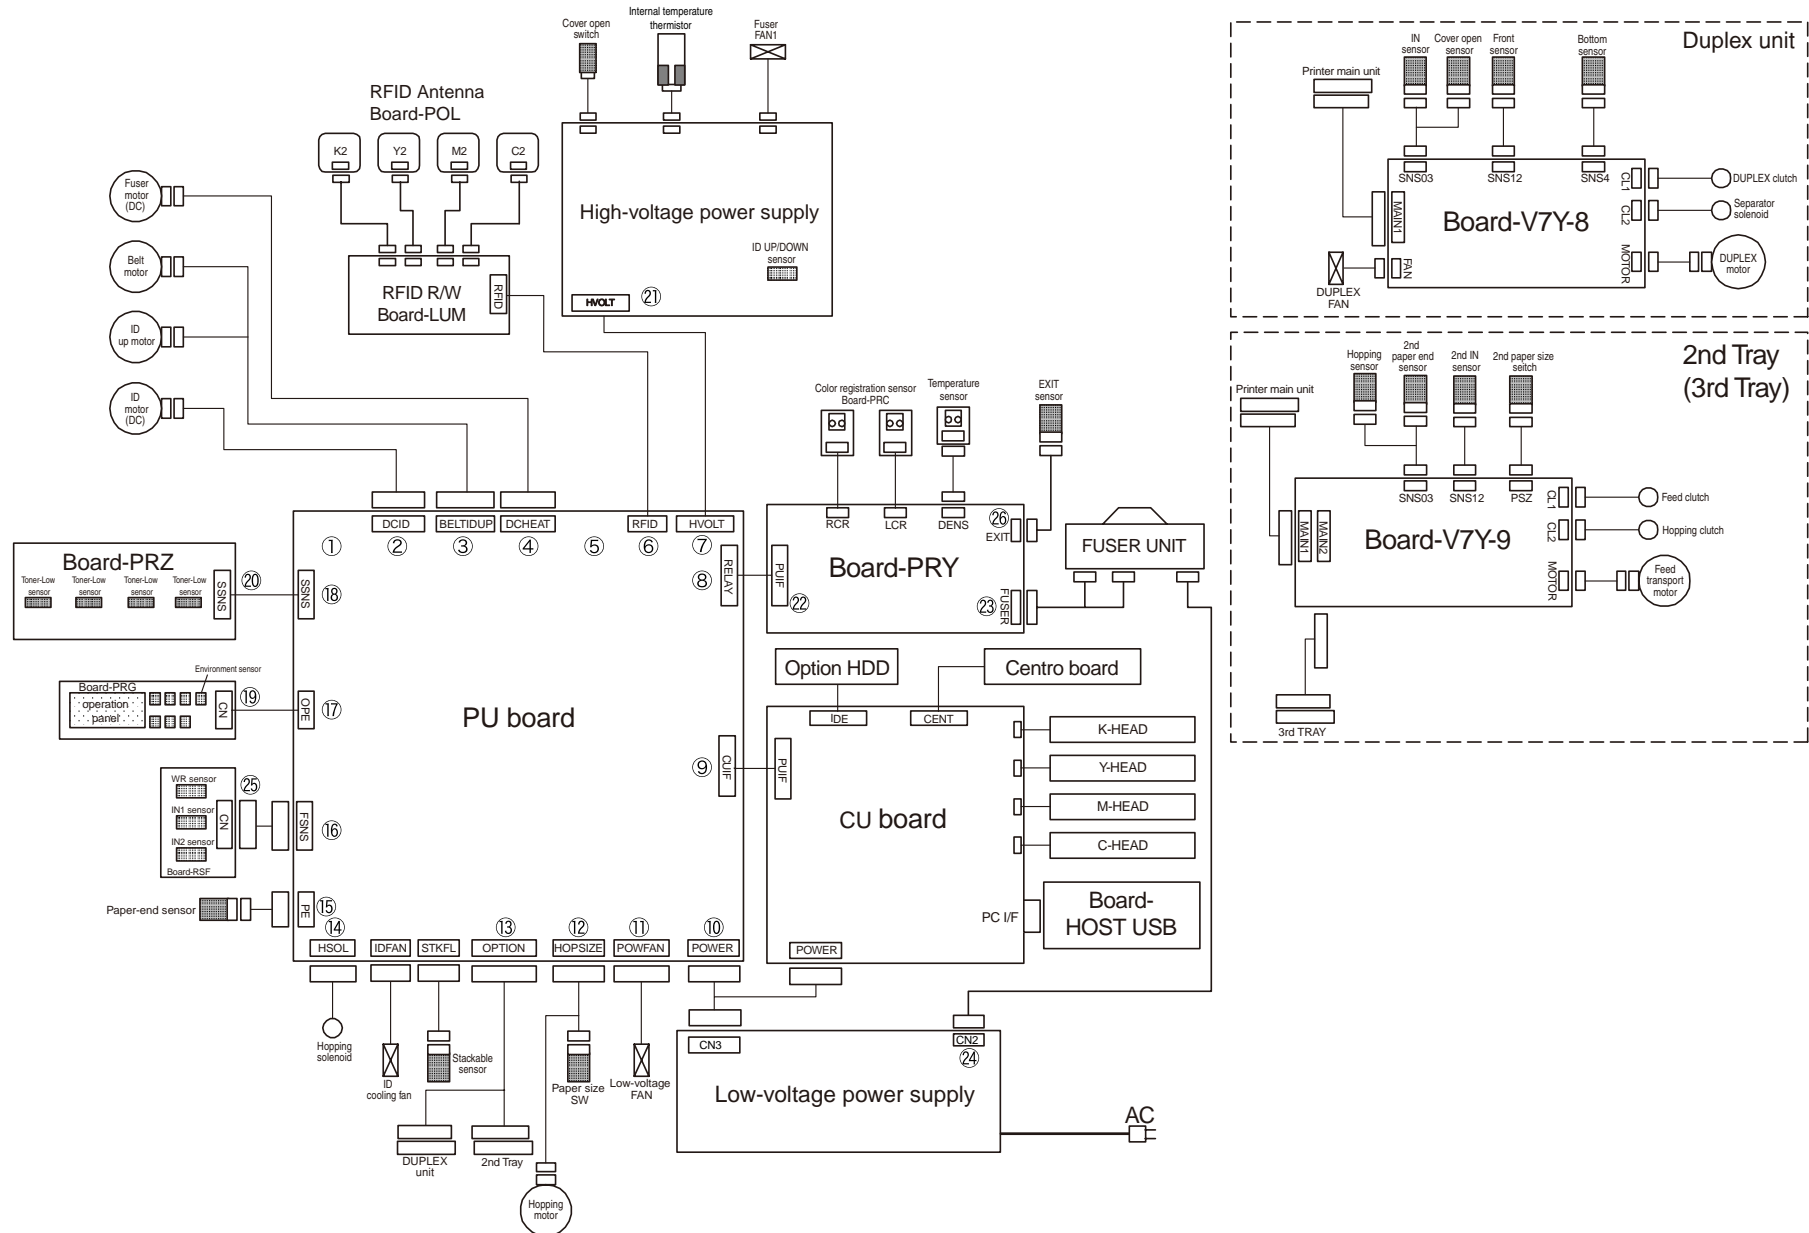 Cover open
switch
Internal temperature
thermistor
Fuser
FAN1
RFID Antenna
Board-POL
K2
Y2
M2
C2
Fuser
motor
(DC)
Belt
motor
ID
up motor
ID
motor
(DC)
High-voltage power supply
ID UP/DOWN
sensor
HVOLT
㉑
RFID R/W
Board-LUM
RFID
Color registration sensor
Board-PRC
Temperature
sensor
EXIT
sensor
DCID
BELTIDUP
DCHEAT
RFID
HVOLT
①
②
③
④
⑤
⑥
⑦
RCR
LCR
DENS
㉖
EXIT
⑧
RELAY
PUIF
㉒
Board-PRY
㉓
FUSER
FUSER UNIT
Board-PRZ
Toner-Low
sensor
Toner-Low
sensor
Toner-Low
sensor
Toner-Low
sensor
SSNS
⑳
SSNS
⑱
Environment sensor
Board-PRG
operation
panel
CN
⑲
OPE
⑰
PU board
Option HDD
Centro board
IDE
CENT
⑨
CUIF
PUIF
CU board
K-HEAD
Y-HEAD
M-HEAD
C-HEAD
PC I/F
Board-
HOST USB
POWER
WR sensor
IN1 sensor
IN2 sensor
Board-RSF
CN
㉕
FSNS
⑯
Paper-end sensor
PE
⑮
⑭
⑬
⑫
⑪
⑩
HSOL
IDFAN
STKFL
OPTION
HOPSIZE
POWFAN
POWER
Hopping
solenoid
ID
cooling fan
Stackable
sensor
Paper size
SW
Low-voltage
FAN
DUPLEX
unit
2nd Tray
Hopping
motor
CN3
CN2
㉔
Low-voltage power supply
AC
Duplex unit
IN
sensor
Cover open
sensor
Front
sensor
Bottom
sensor
Printer main unit
SNS03
SNS12
SNS4
MAIN1
FAN
Board-V7Y-8
CL1
CL2
MOTOR
DUPLEX clutch
Separator
solenoid
DUPLEX
motor
DUPLEX
FAN
2nd Tray
(3rd Tray)
Hopping
sensor
2nd
paper end
sensor
2nd IN
sensor
2nd paper size
seitch
Printer main unit
SNS03
SNS12
PSZ
MAIN1
MAIN2
Board-V7Y-9
CL1
CL2
MOTOR
Feed clutch
Hopping clutch
Feed
transport
motor
3rd TRAY